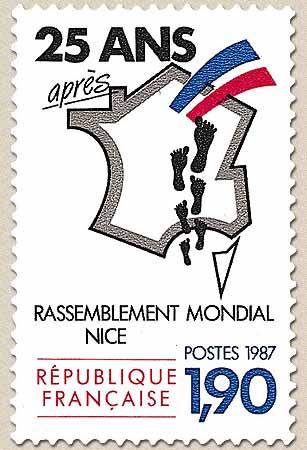 25 ANS
après
RASSEMBLEMENT MONDIAL
NICE
POSTES 1987
RÉPUBLIQUE
FRANÇAISE
1,90